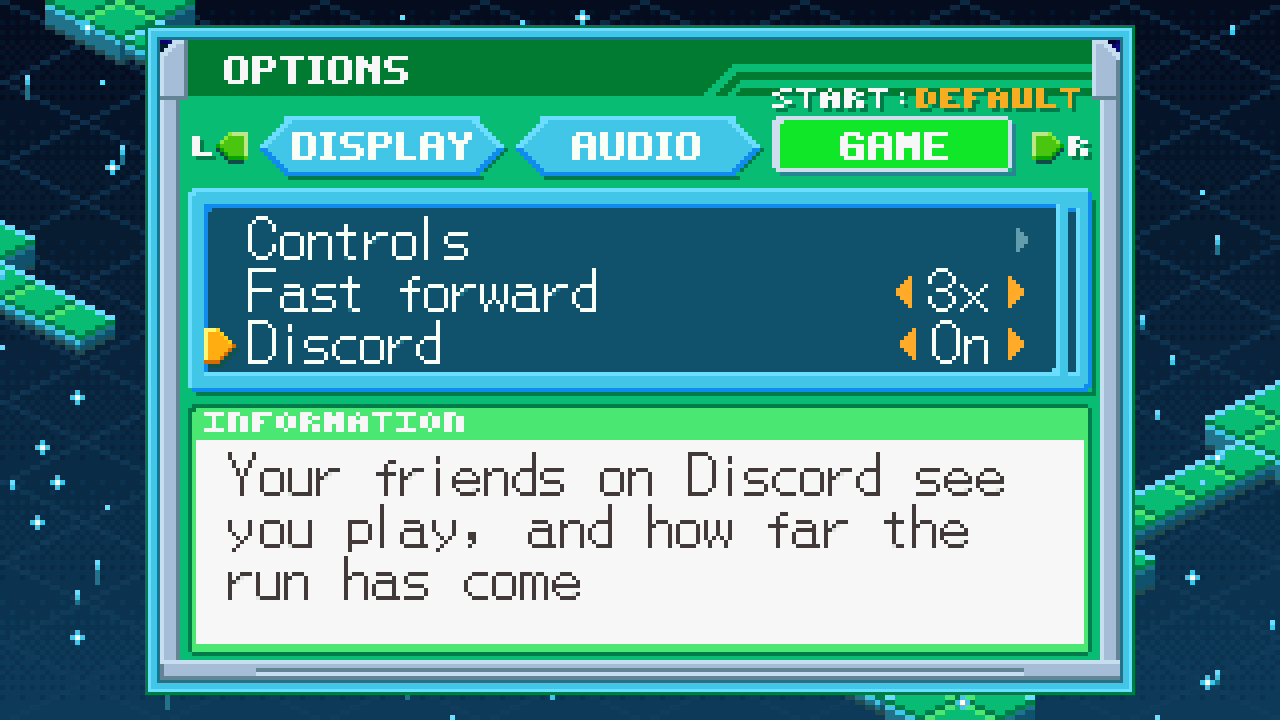 OPTIONS
START:DEFAULT
L DISPLAY AUDIO GAME R
Controls
Fast forward 3x
Discord On
INFORMATION
Your friends on Discord see
you play, and how far the
run has come